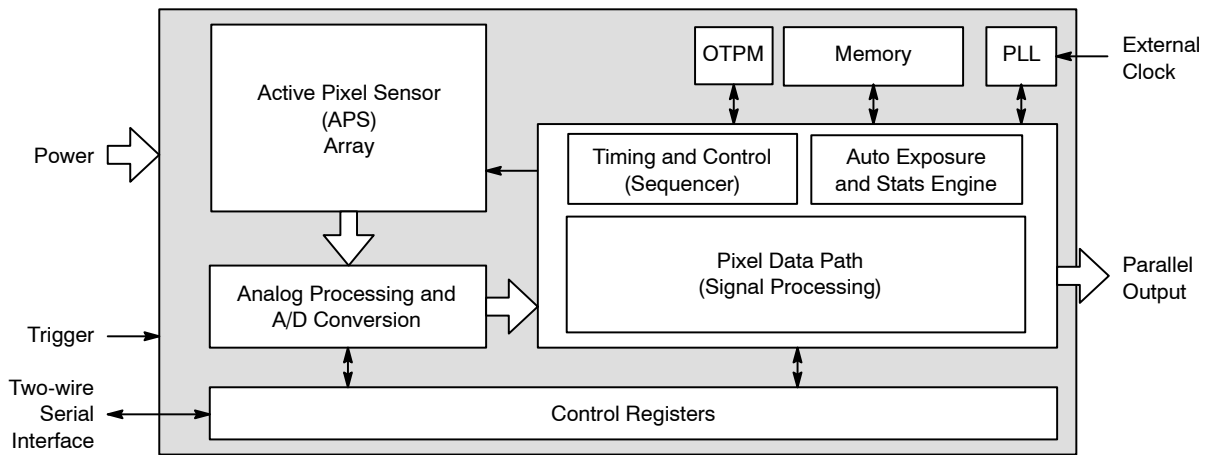 OTPM
Memory
PLL
External
Clock
Active Pixel Sensor
(APS)
Array
Power
Timing and Control
(Sequencer)
Auto Exposure
and Stats Engine
Pixel Data Path
(Signal Processing)
Parallel
Output
Analog Processing and
A/D Conversion
Trigger
Two-wire
Serial
Interface
Control Registers